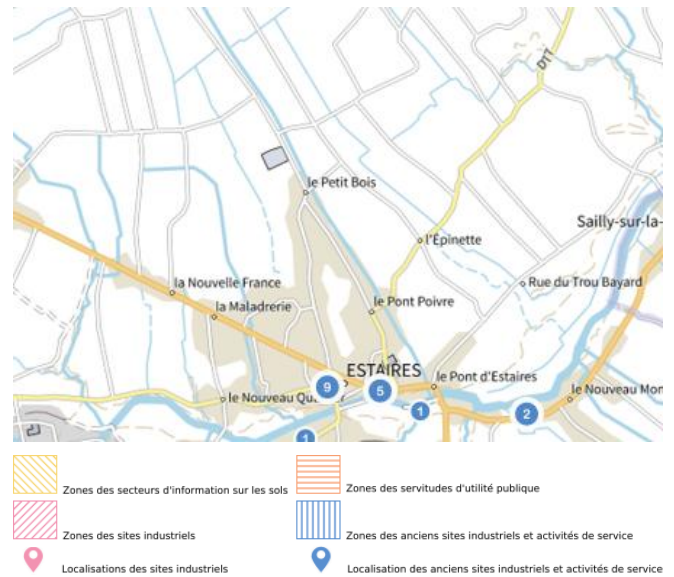 D77
le Petit Bois
Sailly-sur-la-
l'Épinette
la Nouvelle France
Rue du Trou Bayard
la Maladrerie
le Pont Poivre
ESTAIRES
9
5
le Pont d'Estaires
le Nouveau Qu
1
2
le Nouveau Mon
1
Zones des secteurs d'information sur les sols
Zones des servitudes d'utilité publique
Zones des sites industriels
Zones des anciens sites industriels et activités de service
Localisations des sites industriels
Localisation des anciens sites industriels et activités de service